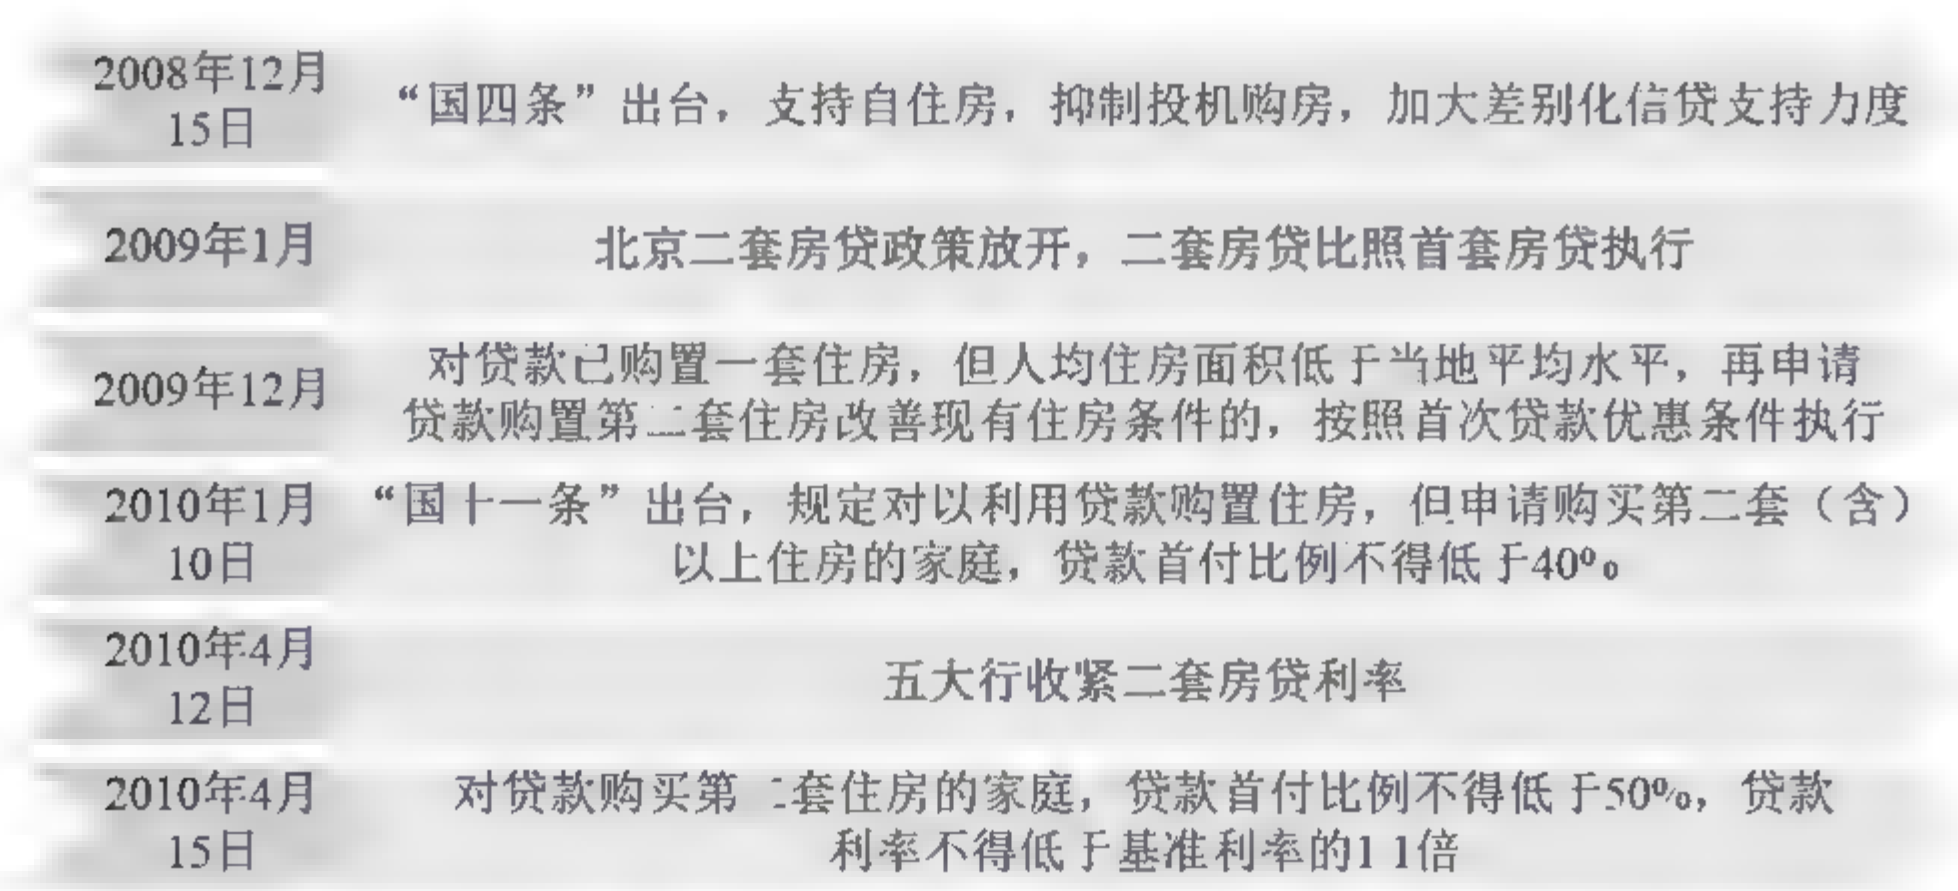 2008年12月
15日
“国四条”出台，支持自住房，抑制投机购房，加大差别化信贷支持力度
2009年1月
北京二套房贷政策放开，二套房贷比照首套房贷执行
2009年12月
对贷款已购置一套住房，但人均住房面积低于当地平均水平，再申请
贷款购置第二套住房改善现有住房条件的，按照首次贷款优惠条件执行
2010年1月
10日
“国十一条”出台，规定对以利用贷款购置住房，但申请购买第二套（含）
以上住房的家庭，贷款首付比例不得低于40%
2010年4月
12日
五大行收紧二套房贷利率
2010年4月
15日
对贷款购买第二套住房的家庭，贷款首付比例不得低于50%，贷款
利率不得低于基准利率的1 1倍